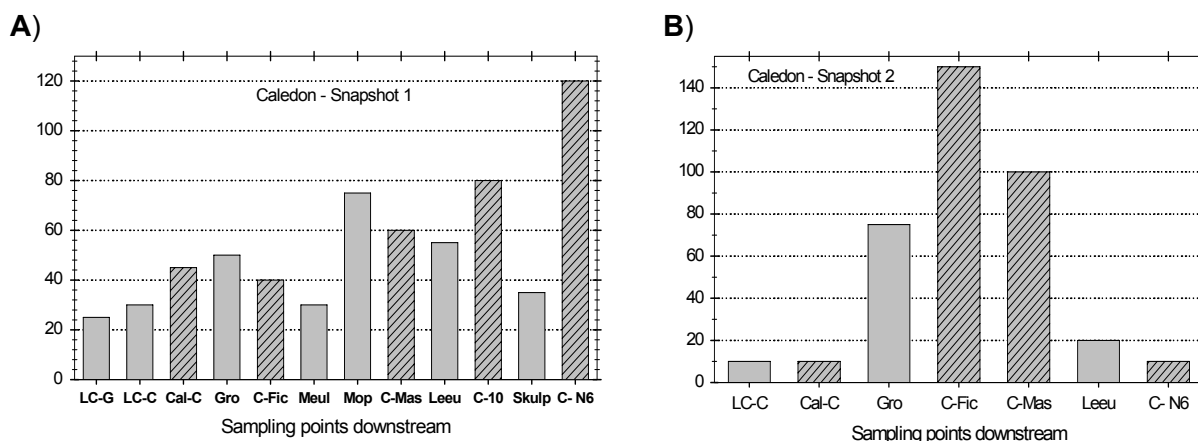 A)
Caledon - Snapshot 1
120
100
80
60
40
20
0
LC-G LC-C Cal-C Gro C-Fic Meul Mop C-Mas Leeu C-10 Skulp C- N6
Sampling points downstream
B)
Caledon - Snapshot 2
140
120
100
80
60
40
20
0
LC-C Cal-C Gro C-Fic C-Mas Leeu C- N6
Sampling points downstream